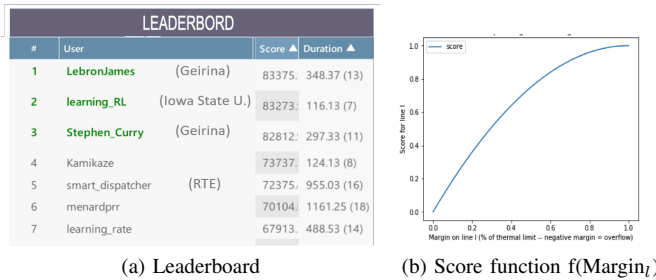 LEADERBORD
# User Score ▲ Duration ▲
1 LebronJames (Geirina) 83375. 348.37 (13)
2 learning_RL (Iowa State U.) 83273. 116.13 (7)
3 Stephen_Curry (Geirina) 82812. 297.33 (11)
4 Kamikaze 73737. 124.13 (8)
5 smart_dispatcher (RTE) 72375. 955.03 (16)
6 menardprr 70104. 1161.25 (18)
7 learning_rate 67913. 488.53 (14)
(a) Leaderboard
score
Score for line l
1.0
0.8
0.6
0.4
0.2
0.0
0.0 0.2 0.4 0.6 0.8 1.0
Margin on line l (% of thermal limit – negative margin = overflow)
(b) Score function f(Marginₗ)